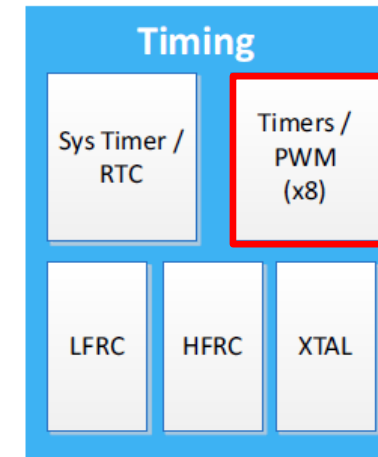 Timing
Sys Timer /
RTC
Timers /
PWM
(x8)
LFRC
HFRC
XTAL